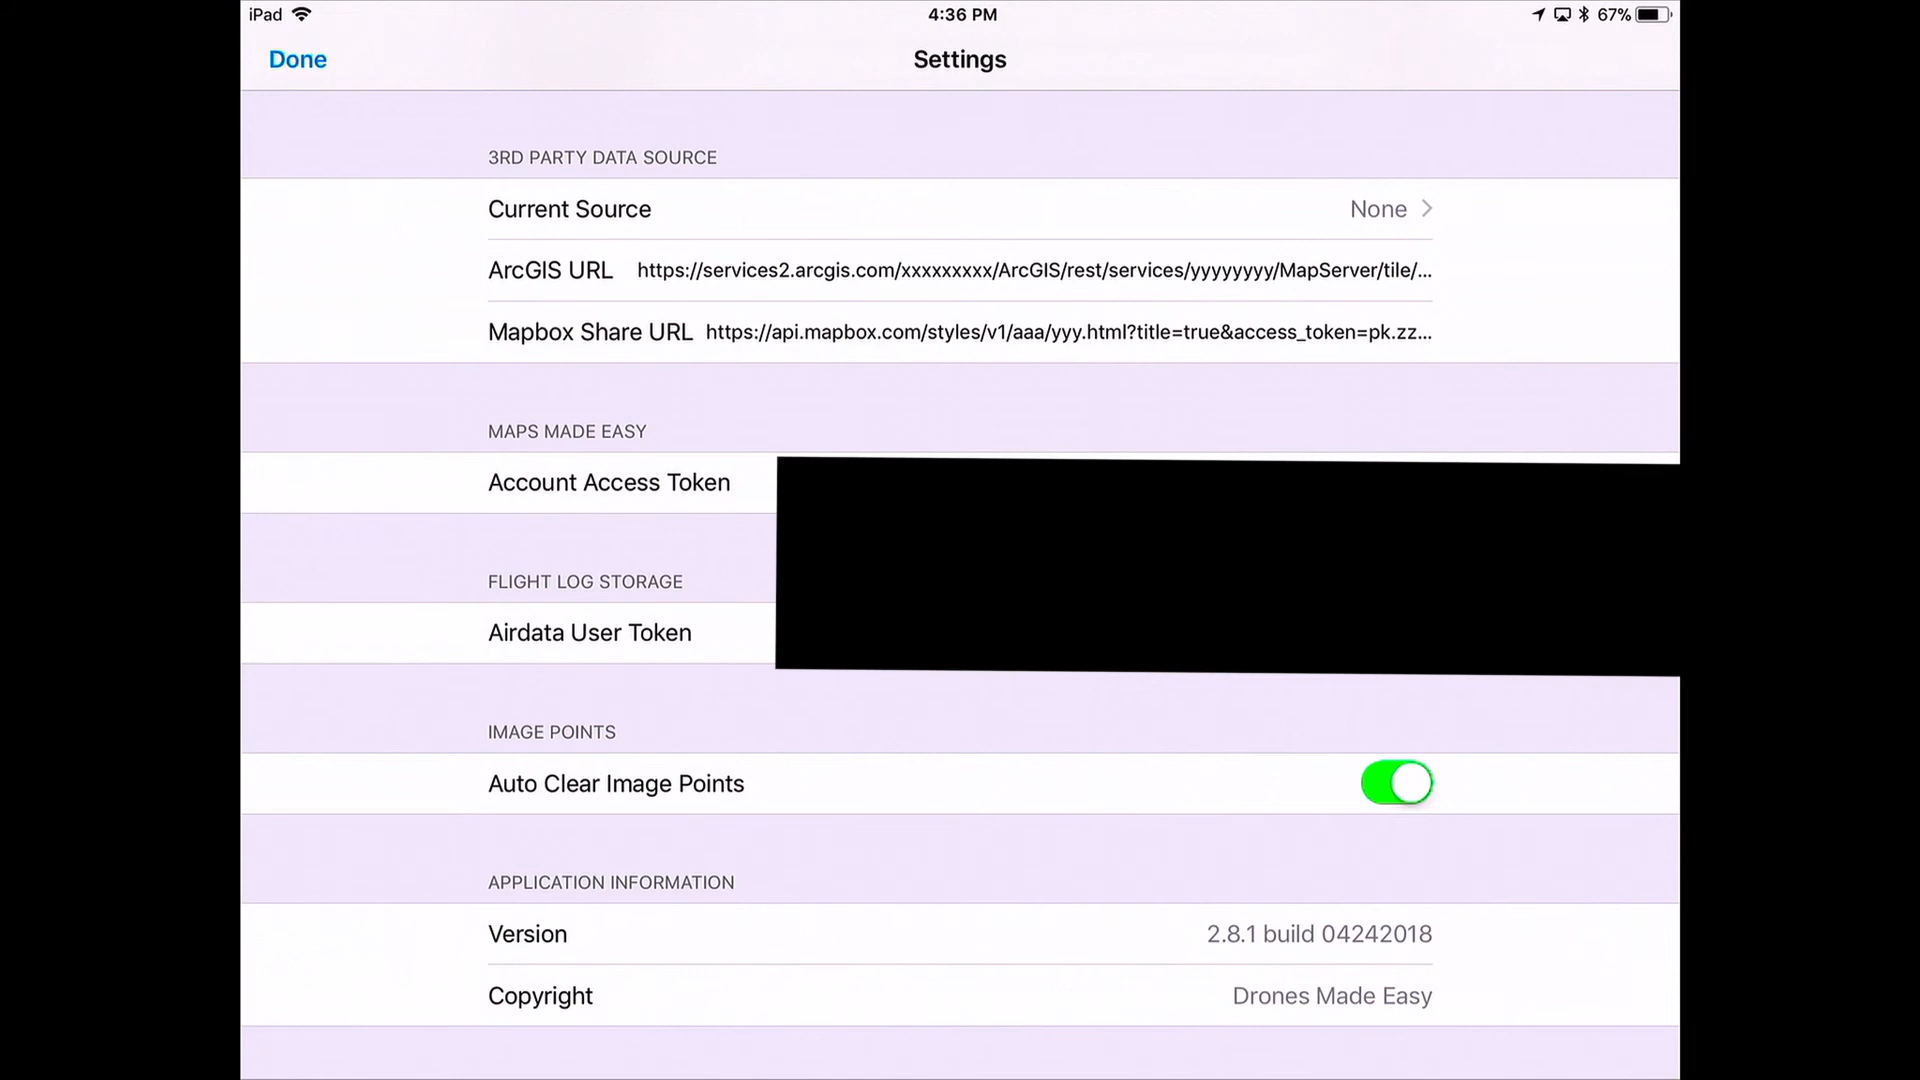 iPad 4:36 PM 67%
Done Settings
3RD PARTY DATA SOURCE
Current Source None
ArcGIS URL https://services2.arcgis.com/xxxxxxxxx/ArcGIS/rest/services/yyyyyyyy/MapServer/tile/...
Mapbox Share URL https://api.mapbox.com/styles/v1/aaa/yyy.html?title=true&access_token=pk.zz...
MAPS MADE EASY
Account Access Token
FLIGHT LOG STORAGE
Airdata User Token
IMAGE POINTS
Auto Clear Image Points
APPLICATION INFORMATION
Version 2.8.1 build 04242018
Copyright Drones Made Easy